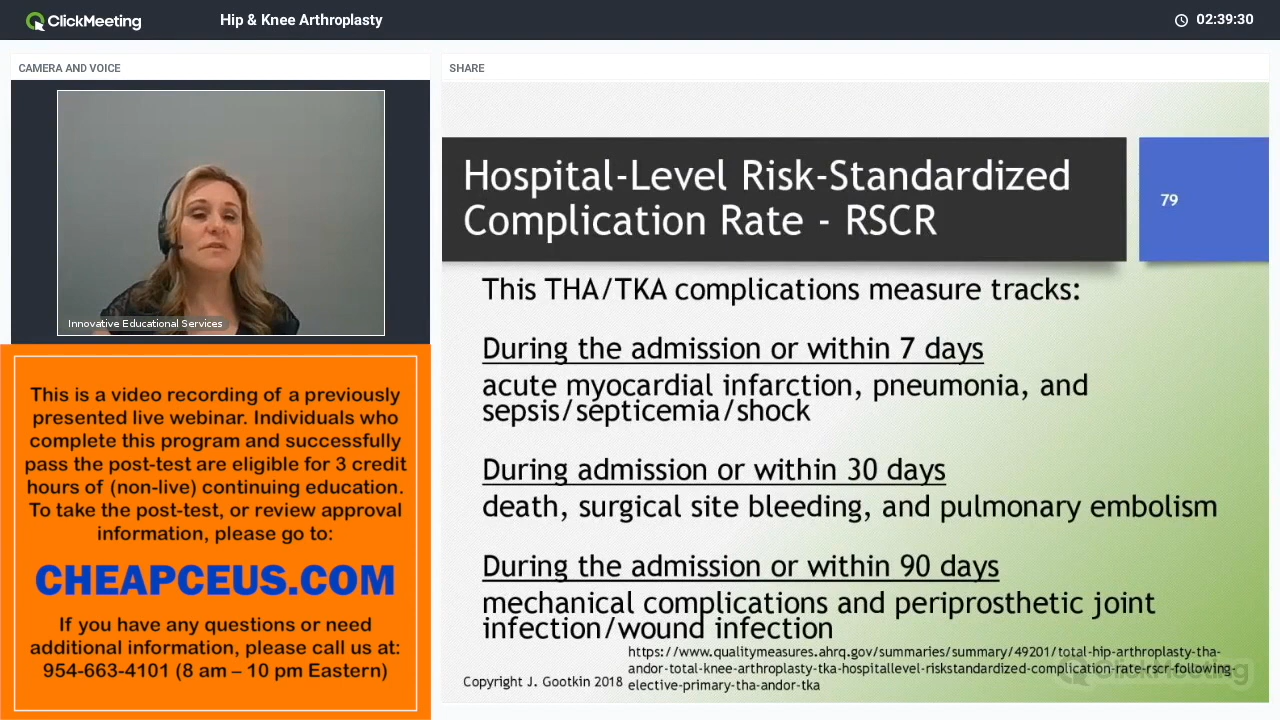 ClickMeeting
Hip & Knee Arthroplasty
02:39:30
CAMERA AND VOICE
Innovative Educational Services
This is a video recording of a previously
presented live webinar. Individuals who
complete this program and successfully
pass the post-test are eligible for 3 credit
hours of (non-live) continuing education.
To take the post-test, or review approval
information, please go to:
CHEAPCEUS.COM
If you have any questions or need
additional information, please call us at:
954-663-4101 (8 am – 10 pm Eastern)
SHARE
Hospital-Level Risk-Standardized
Complication Rate - RSCR
79
This THA/TKA complications measure tracks:
During the admission or within 7 days
acute myocardial infarction, pneumonia, and
sepsis/septicemia/shock
During admission or within 30 days
death, surgical site bleeding, and pulmonary embolism
During the admission or within 90 days
mechanical complications and periprosthetic joint
infection/wound infection
https://www.qualitymeasures.ahrq.gov/summaries/summary/49201/total-hip-arthroplasty-tha-
andor-total-knee-arthroplasty-tka-hospitallevel-riskstandardized-complication-rate-rscr-following-
elective-primary-tha-andor-tka
Copyright J. Gootkin 2018
ClickMeeting